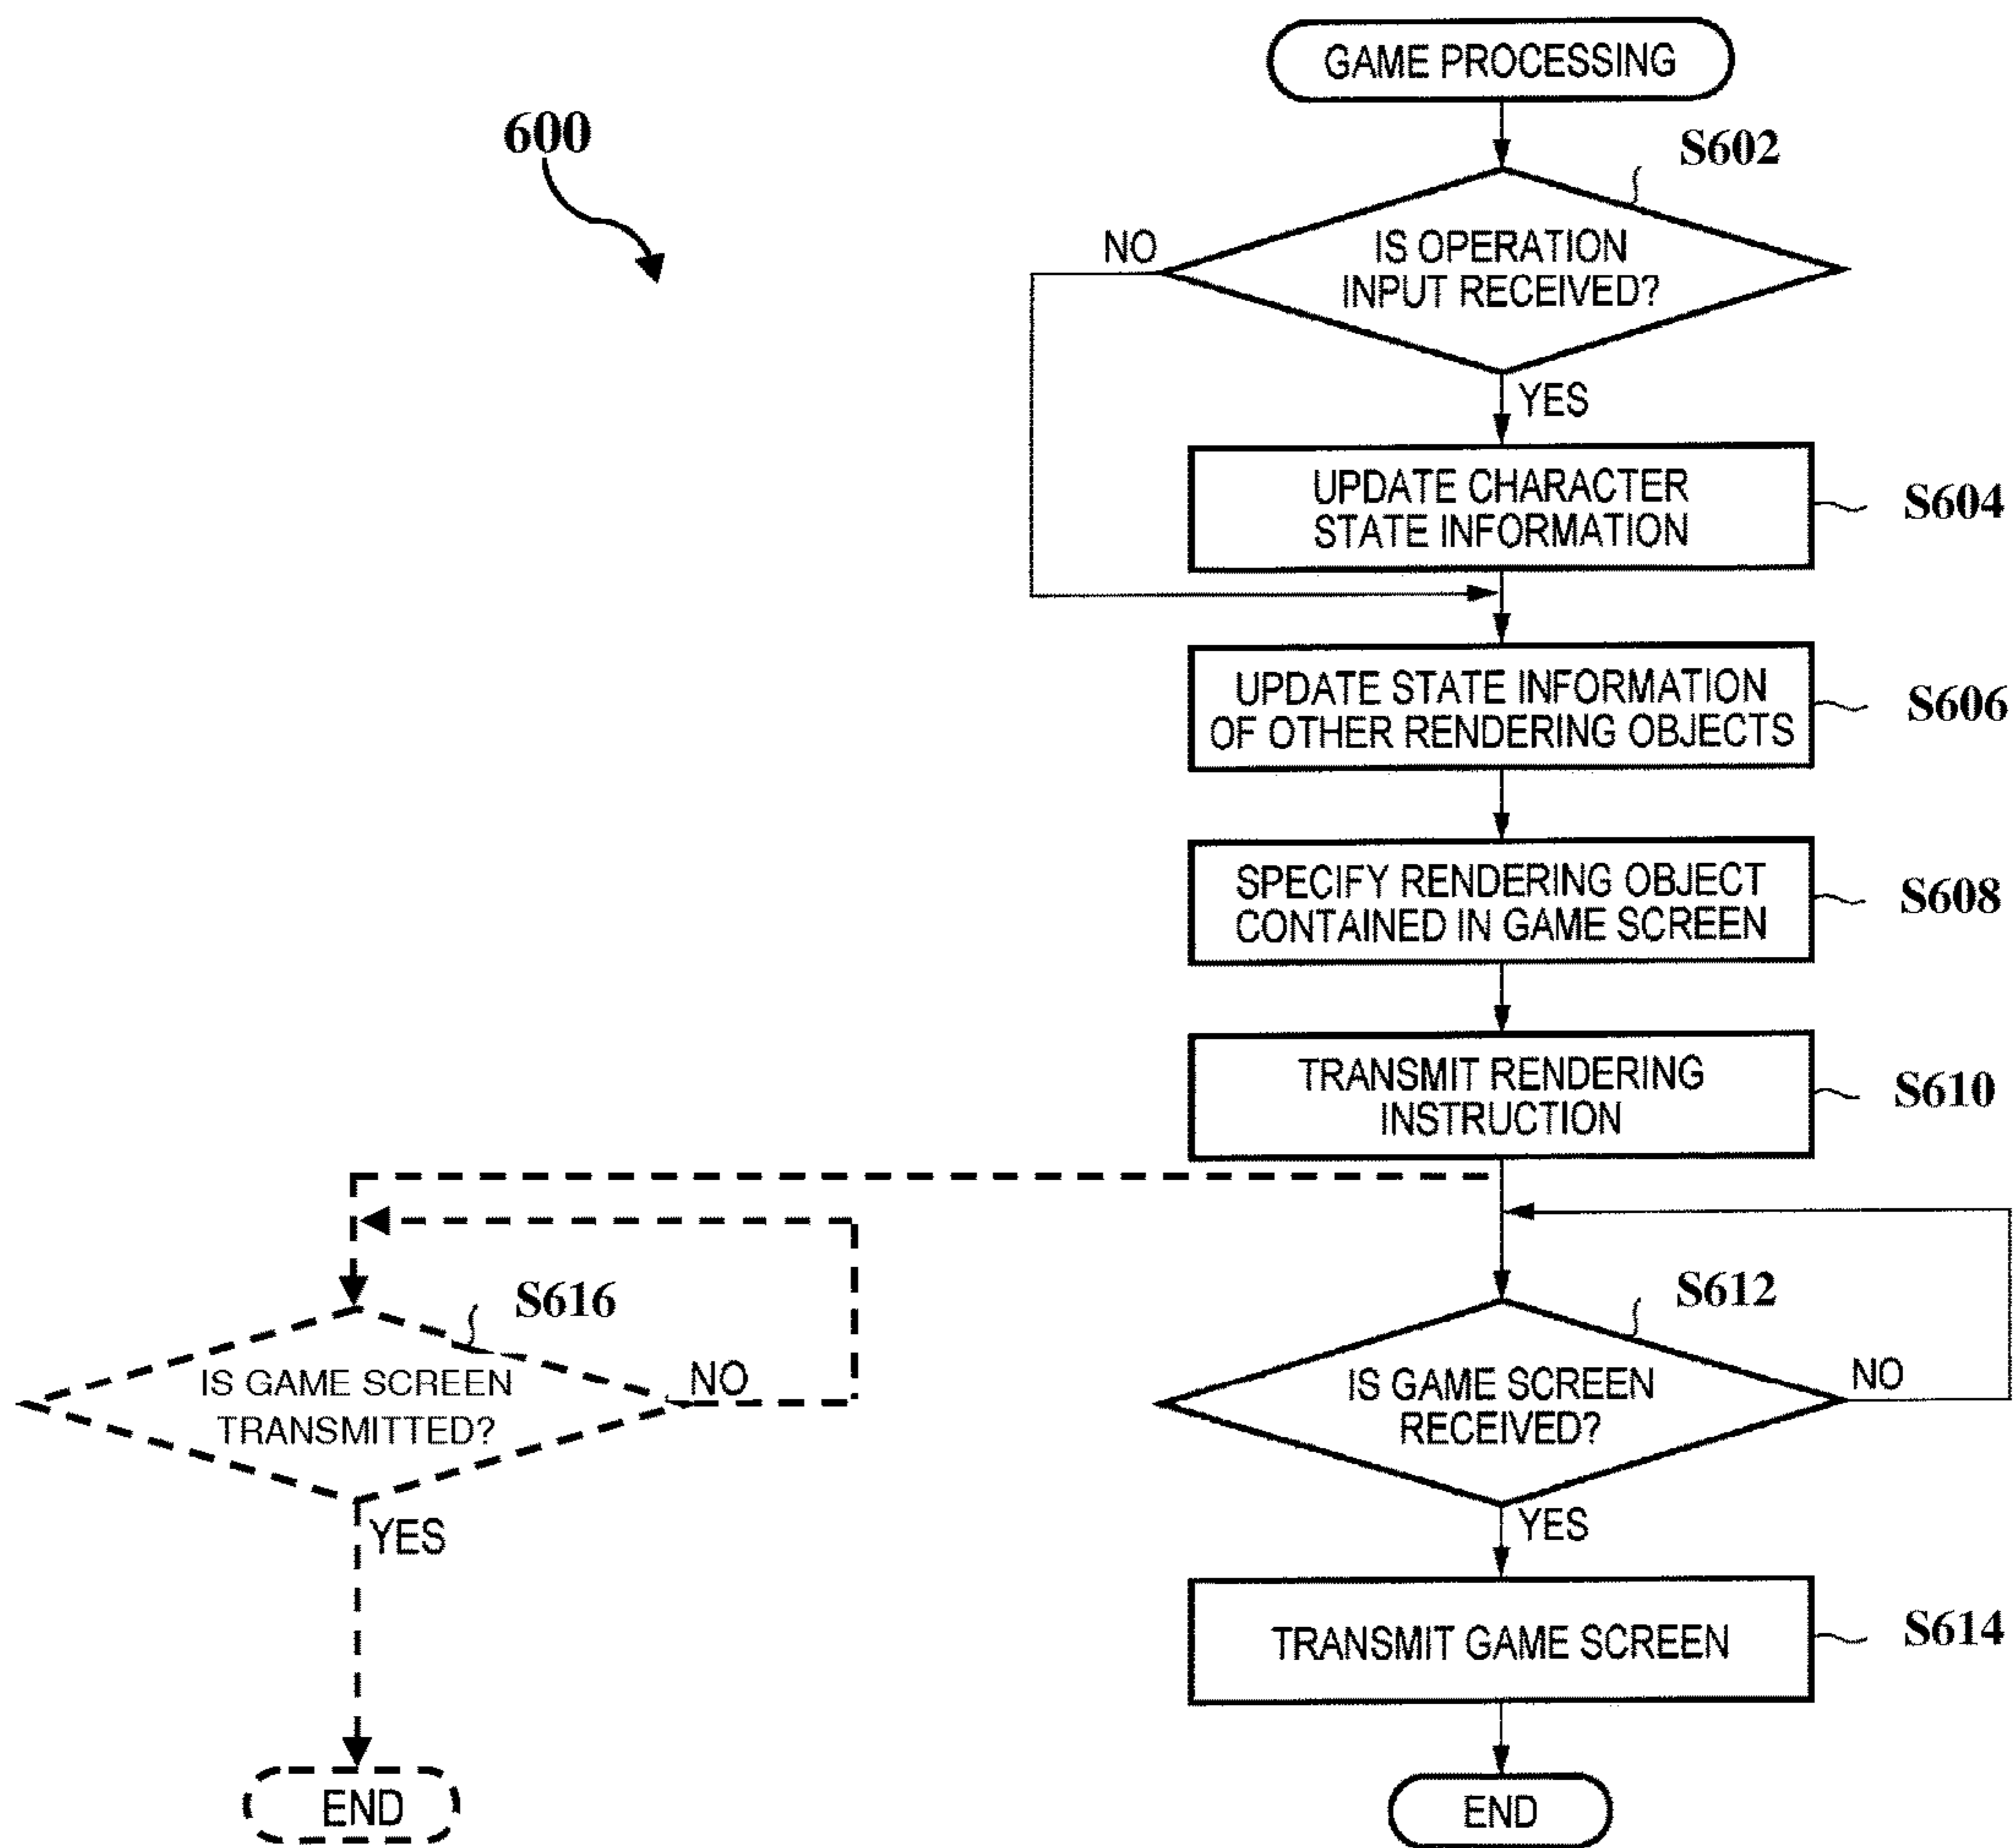 GAME PROCESSING
600
S602
NO
IS OPERATION
INPUT RECEIVED?
YES
UPDATE CHARACTER
STATE INFORMATION
S604
UPDATE STATE INFORMATION
OF OTHER RENDERING OBJECTS
S606
SPECIFY RENDERING OBJECT
CONTAINED IN GAME SCREEN
S608
TRANSMIT RENDERING
INSTRUCTION
S610
S616
IS GAME SCREEN
TRANSMITTED?
NO
YES
END
S612
IS GAME SCREEN
RECEIVED?
NO
YES
TRANSMIT GAME SCREEN
S614
END